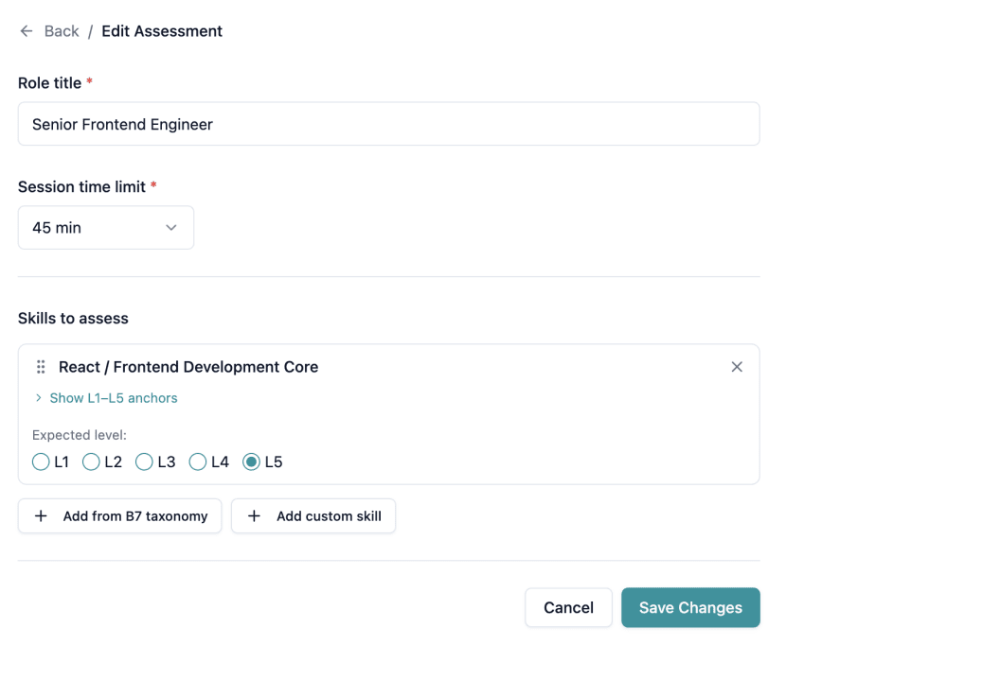 Back / Edit Assessment
Role title *
Senior Frontend Engineer
Session time limit *
45 min
Skills to assess
React / Frontend Development Core
Show L1–L5 anchors
Expected level:
L1 L2 L3 L4 L5
Add from B7 taxonomy Add custom skill
Cancel Save Changes